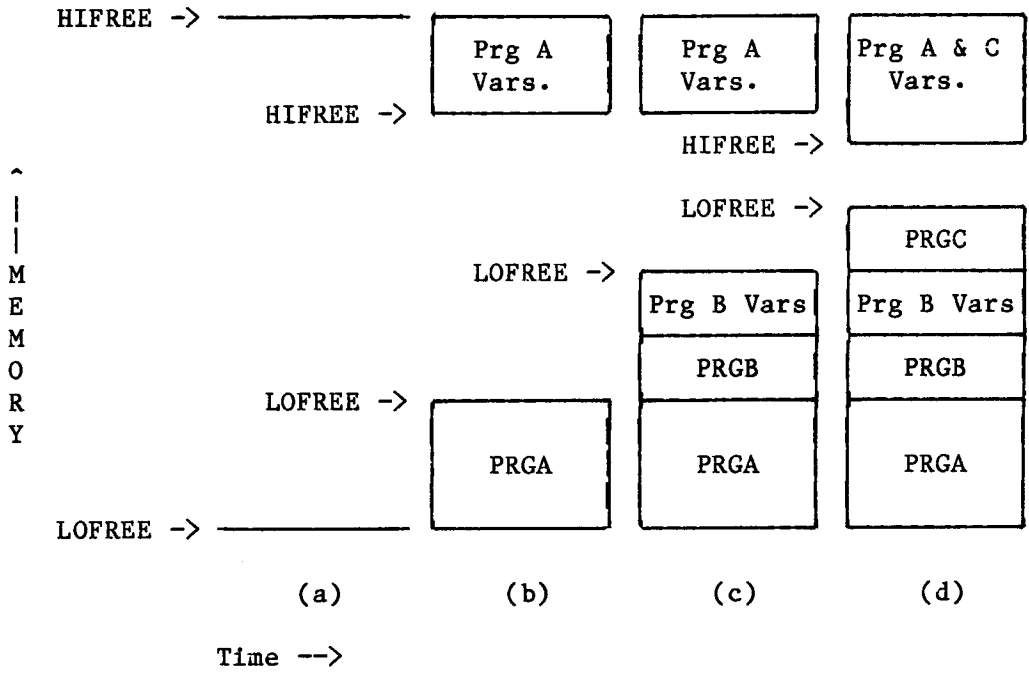 HIFREE ->
Prg A Prg A Prg A & C
Vars. Vars. Vars.
HIFREE ->
HIFREE ->
^
|
|
M
E
M
O
R
Y
LOFREE ->
PRGC
LOFREE ->
Prg B Vars Prg B Vars
PRGB PRGB
LOFREE ->
PRGA PRGA PRGA
LOFREE ->
(a) (b) (c) (d)
Time -->